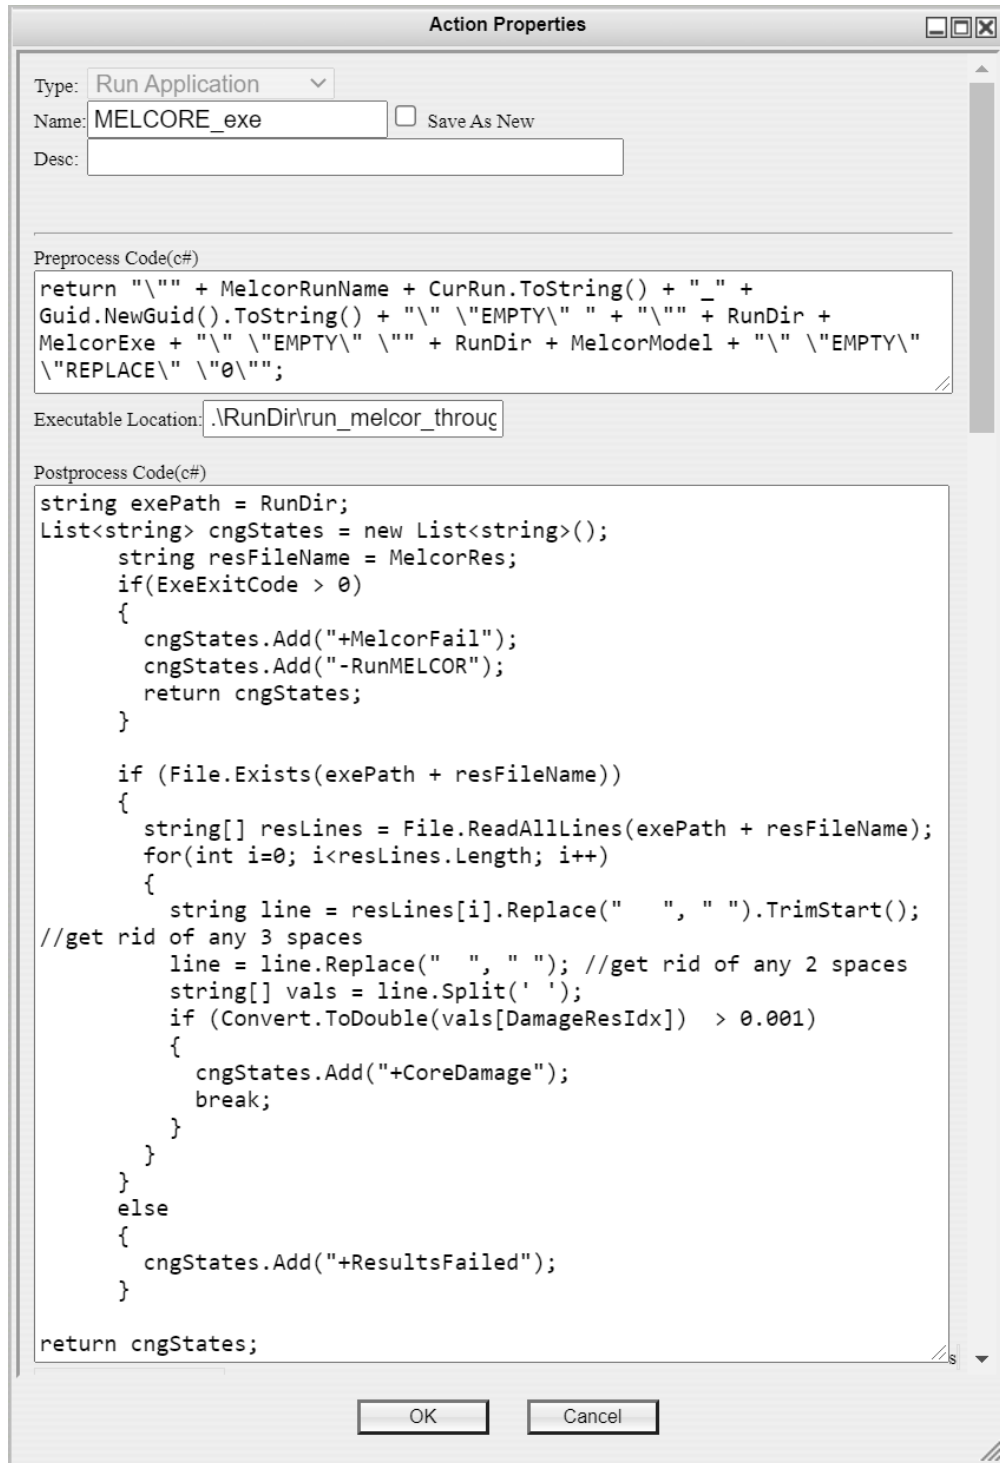 Action Properties
Type: Run Application
Name: MELCORE_exe Save As New
Desc:
Preprocess Code(c#)
return "\"" + MelcorRunName + CurRun.ToString() + "_" +
Guid.NewGuid().ToString() + "\" \"EMPTY\" " + "\"" + RunDir +
MelcorExe + "\" \"EMPTY\" \"" + RunDir + MelcorModel + "\" \"EMPTY\"
\"REPLACE\" \"0\"";
Executable Location: .\RunDir\run_melcor_throug
Postprocess Code(c#)
string exePath = RunDir;
List<string> cngStates = new List<string>();
      string resFileName = MelcorRes;
      if(ExeExitCode > 0)
      {
        cngStates.Add("+MelcorFail");
        cngStates.Add("-RunMELCOR");
        return cngStates;
      }
      if (File.Exists(exePath + resFileName))
      {
        string[] resLines = File.ReadAllLines(exePath + resFileName);
        for(int i=0; i<resLines.Length; i++)
        {
          string line = resLines[i].Replace("   ", " ").TrimStart();
//get rid of any 3 spaces
          line = line.Replace("  ", " "); //get rid of any 2 spaces
          string[] vals = line.Split(' ');
          if (Convert.ToDouble(vals[DamageResIdx])  > 0.001)
          {
            cngStates.Add("+CoreDamage");
            break;
          }
        }
      }
      else
      {
        cngStates.Add("+ResultsFailed");
      }
return cngStates;
s
OK Cancel